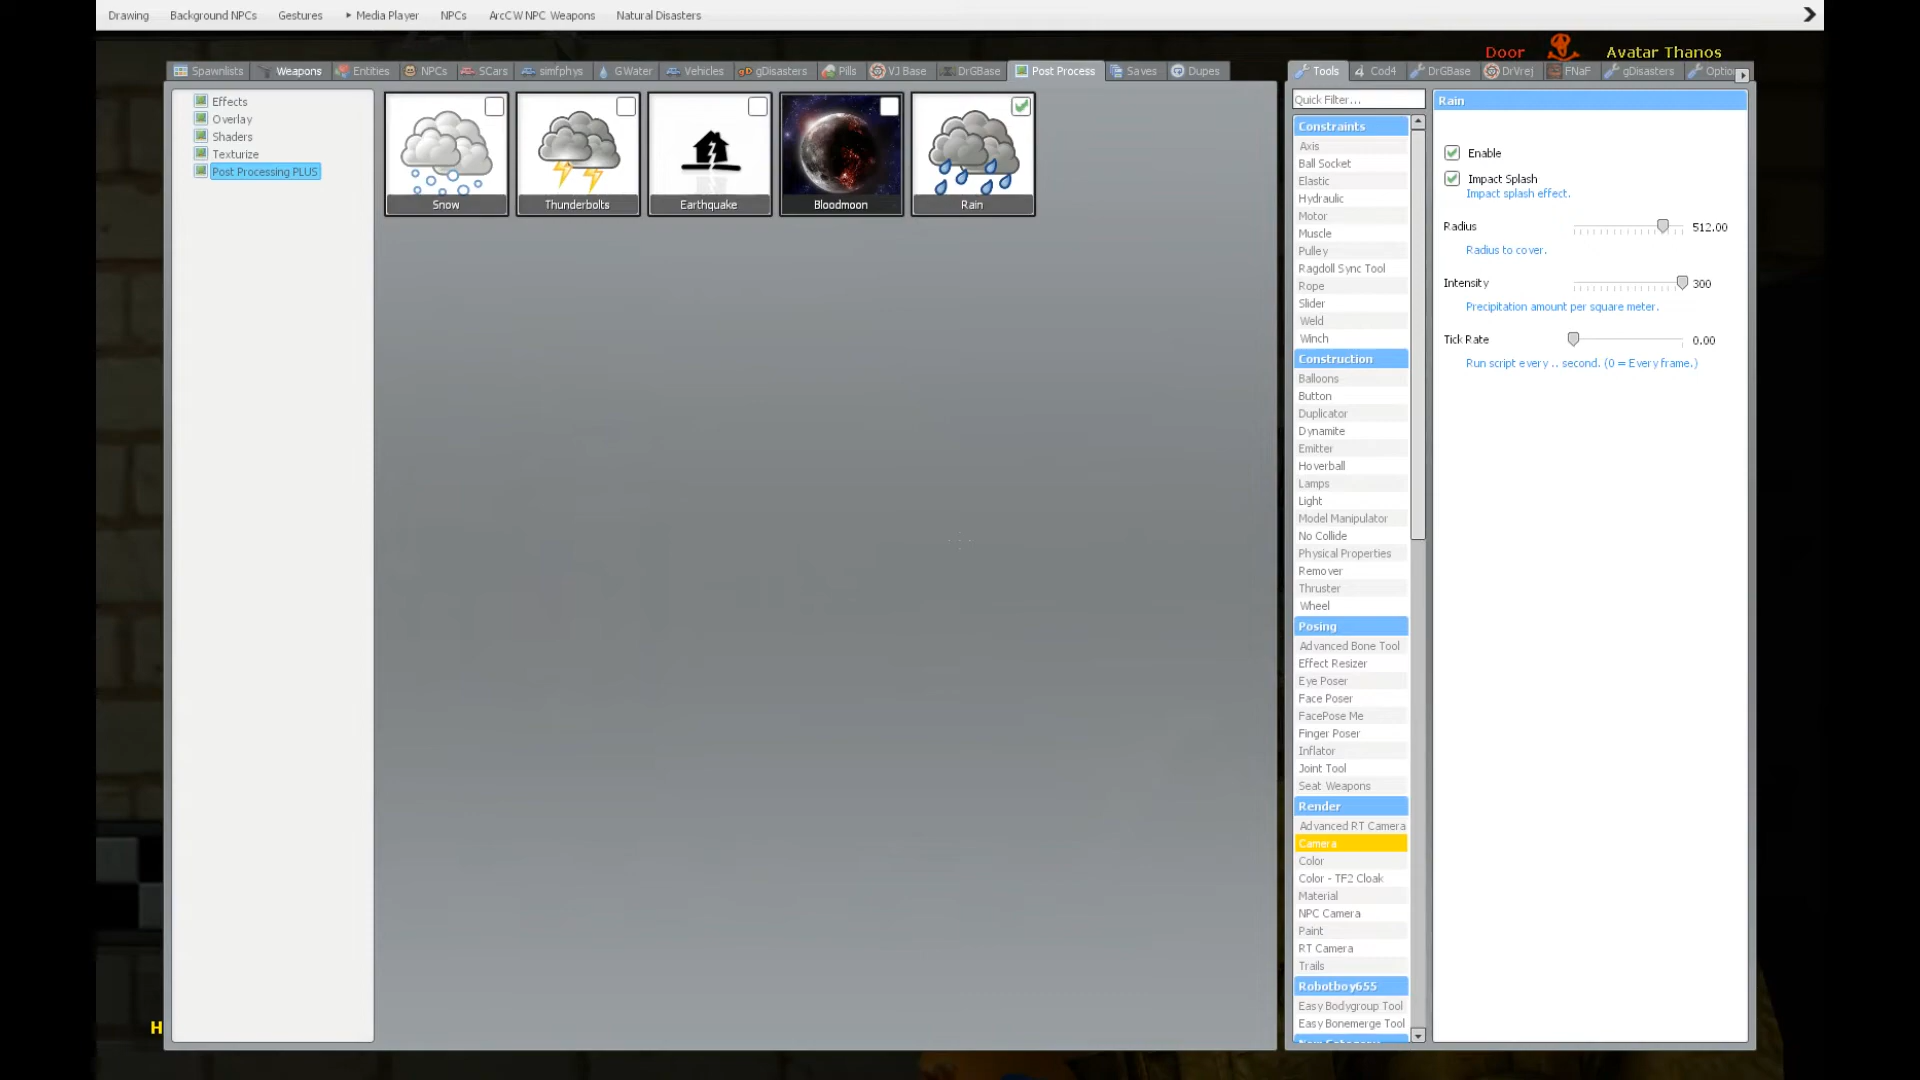 Drawing
Background NPCs
Gestures
Media Player
NPCs
ArcCW NPC Weapons
Natural Disasters
Door
Avatar Thanos
Spawnlists
Weapons
Entities
NPCs
SCars
simfphys
GWater
Vehicles
gDisasters
Pills
VJ Base
DrGBase
Post Process
Saves
Dupes
Tools
Cod4
DrGBase
DrVrej
FNaF
gDisasters
Effects
Overlay
Shaders
Texturize
Post Processing PLUS
Snow
Thunderbolts
Earthquake
Bloodmoon
Rain
Quick Filter...
Constraints
Axis
Ball Socket
Elastic
Hydraulic
Motor
Muscle
Pulley
Ragdoll Sync Tool
Rope
Slider
Weld
Winch
Construction
Balloons
Button
Duplicator
Dynamite
Emitter
Hoverball
Lamps
Light
Model Manipulator
No Collide
Physical Properties
Remover
Thruster
Wheel
Posing
Advanced Bone Tool
Effect Resizer
Eye Poser
Face Poser
FacePose Me
Finger Poser
Inflator
Joint Tool
Seat Weapons
Render
Advanced RT Camera
Camera
Color
Color - TF2 Cloak
Material
NPC Camera
Paint
RT Camera
Trails
Robotboy655
Easy Bodygroup Tool
Easy Bonemerge Tool
Rain
Enable
Impact Splash
Impact splash effect.
Radius 512.00
Radius to cover.
Intensity 300
Precipitation amount per square meter.
Tick Rate 0.00
Run script every .. second. (0 = Every frame.)
H